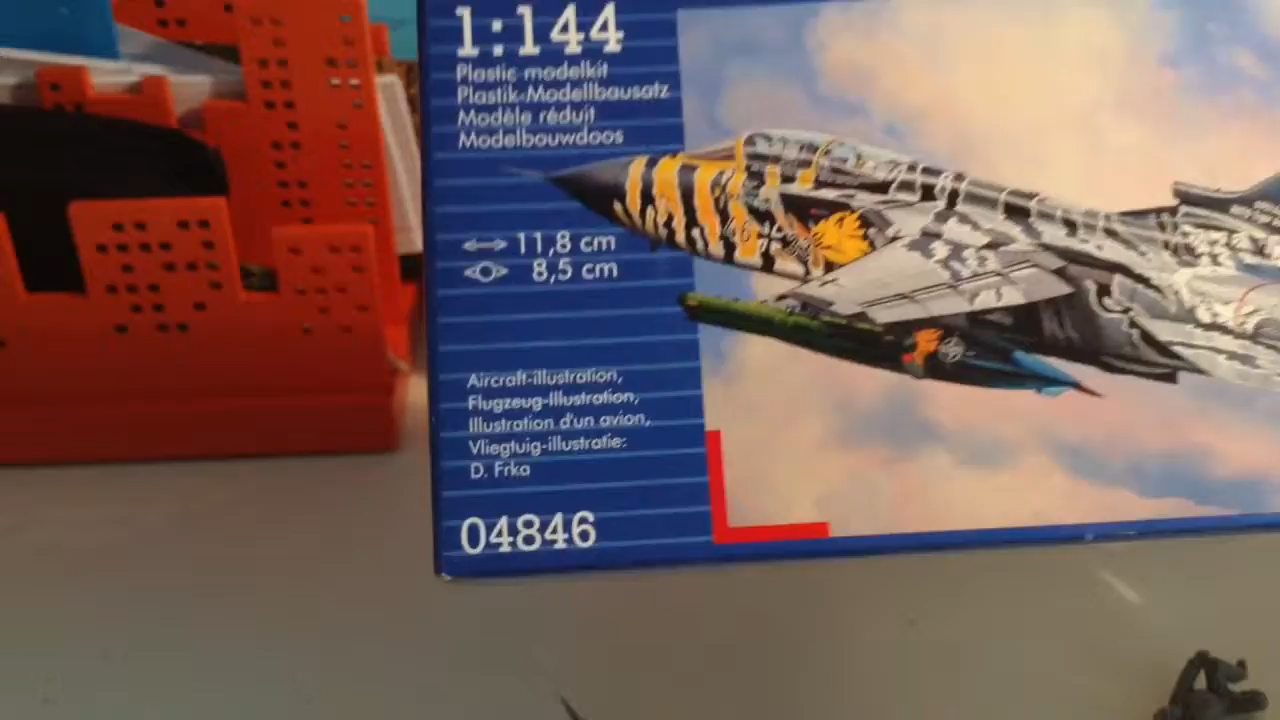 1:144
Plastic modelkit
Plastik-Modellbausatz
Modèle réduit
Modelbouwdoos
11,8 cm
8,5 cm
Aircraft-illustration,
Flugzeug-Illustration,
Illustration d'un avion,
Vliegtuig-illustratie:
D. Frka
04846